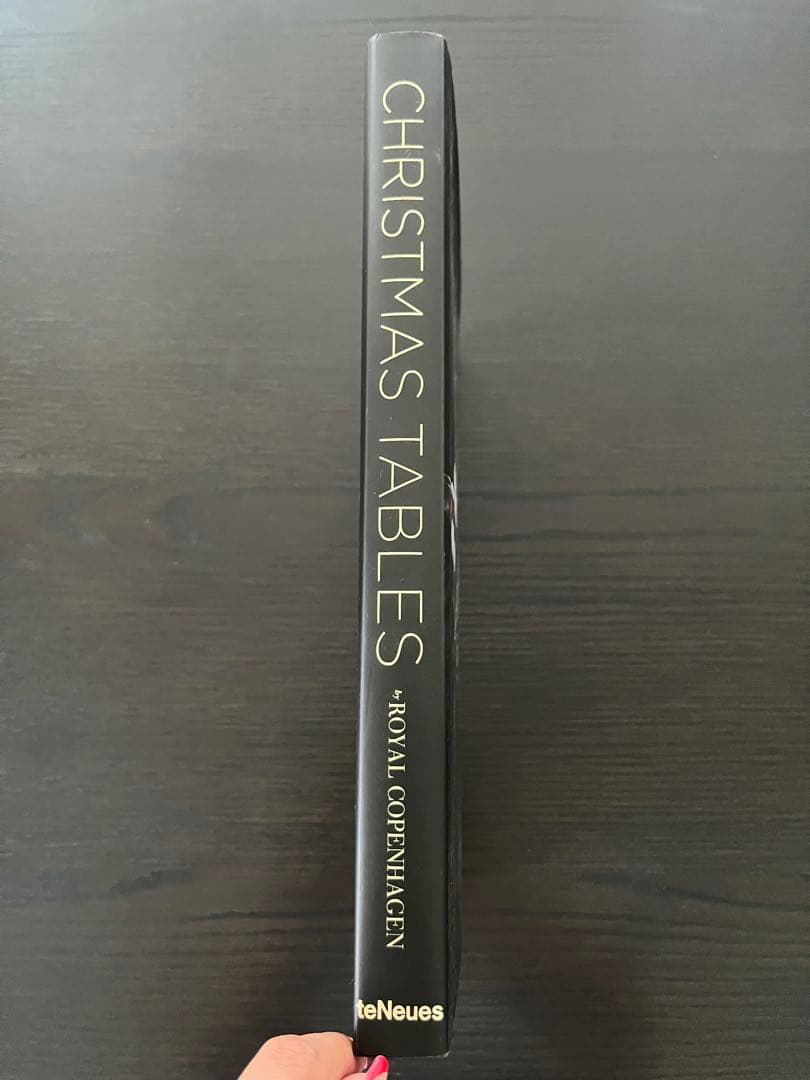 CHRISTMAS TABLES
by ROYAL COPENHAGEN
teNeues